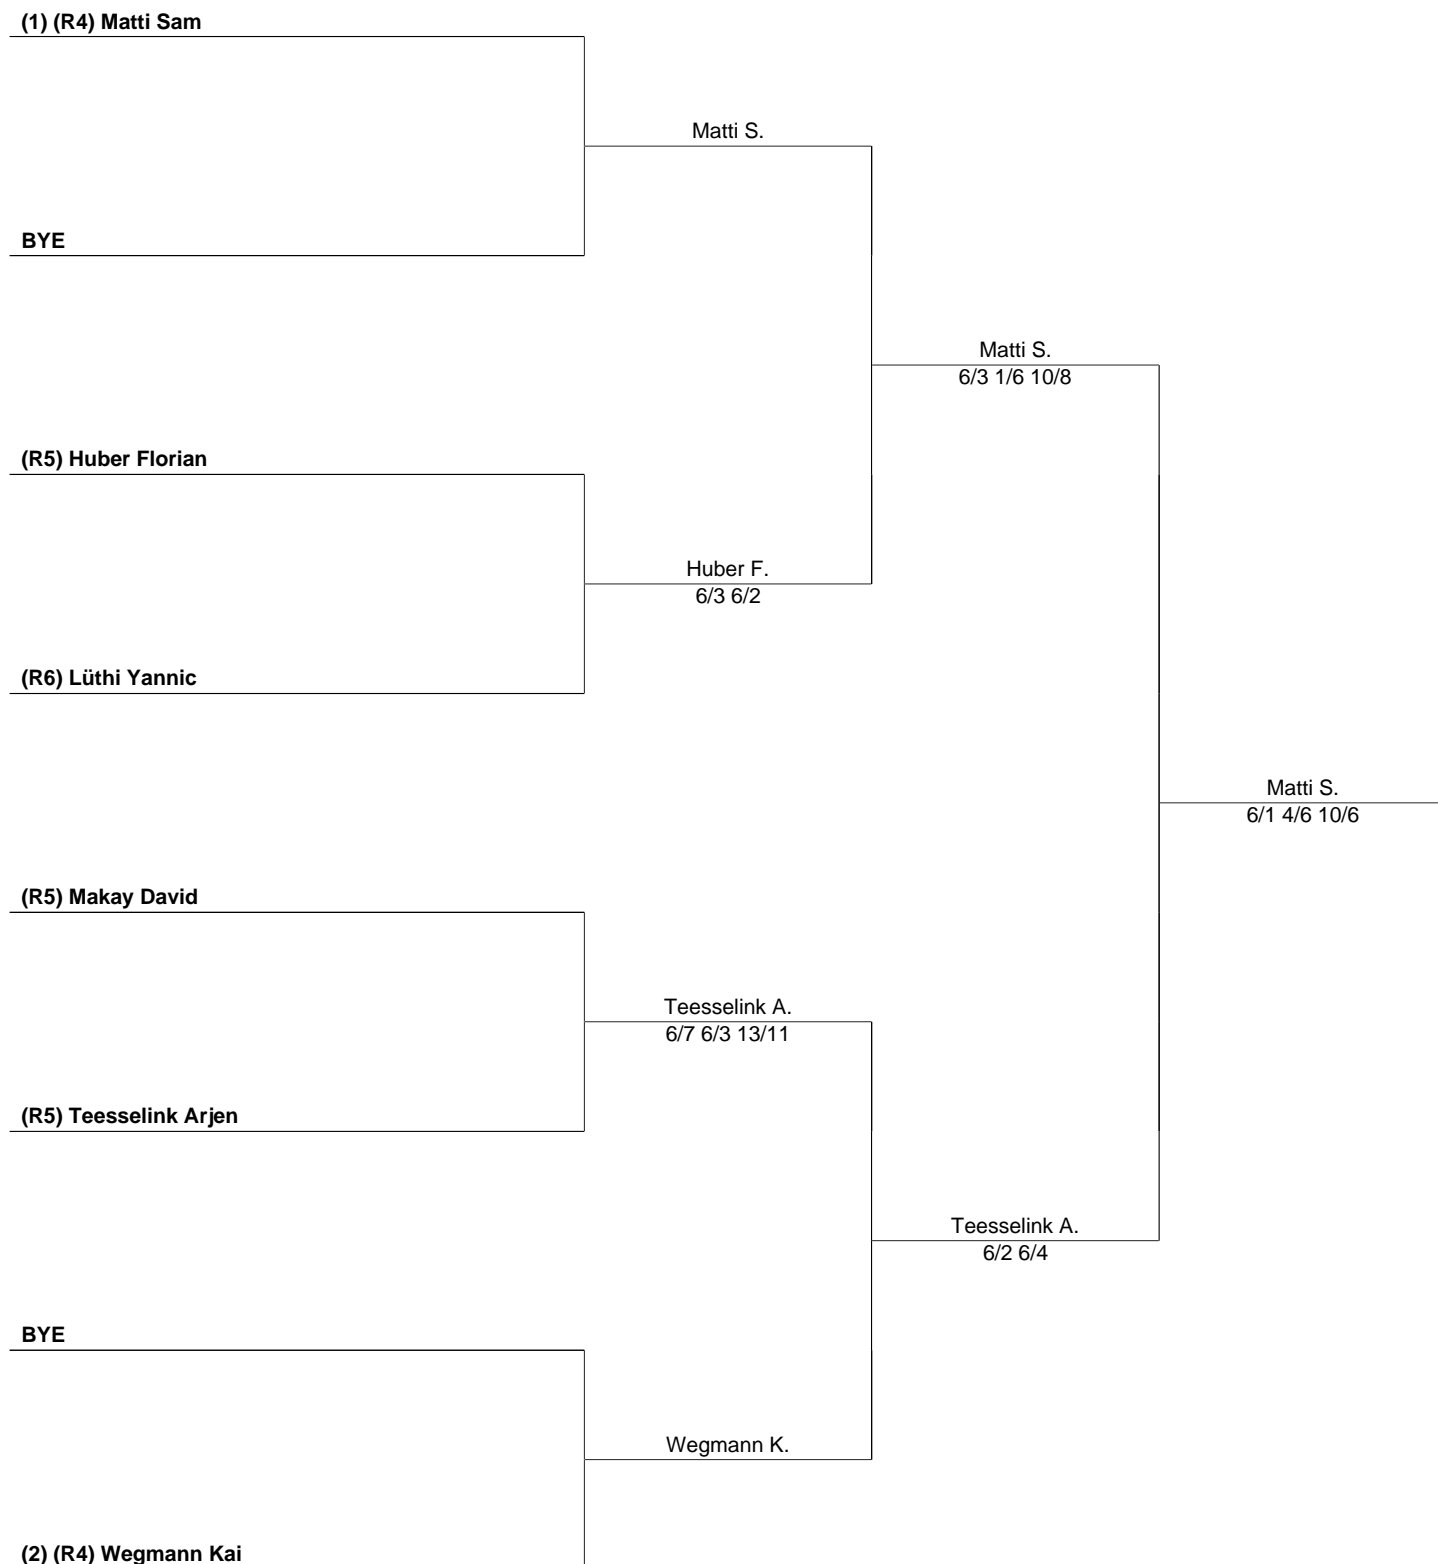 (1) (R4) Matti Sam
Matti S.
BYE
Matti S.
6/3 1/6 10/8
(R5) Huber Florian
Huber F.
6/3 6/2
(R6) Lüthi Yannic
Matti S.
6/1 4/6 10/6
(R5) Makay David
Teesselink A.
6/7 6/3 13/11
(R5) Teesselink Arjen
Teesselink A.
6/2 6/4
BYE
Wegmann K.
(2) (R4) Wegmann Kai